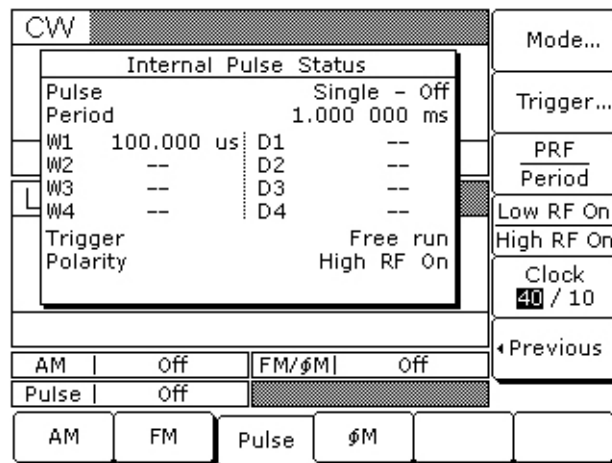 CW
Internal Pulse Status
Pulse Single - Off
Period 1.000 000 ms
W1 100.000 us D1 --
W2 -- D2 --
W3 -- D3 --
W4 -- D4 --
Trigger Free run
Polarity High RF On
L
AM Off FM/ϕM Off
Pulse Off
Mode...
Trigger...
PRF
Period
Low RF On
High RF On
Clock
40 / 10
Previous
AM FM Pulse ϕM